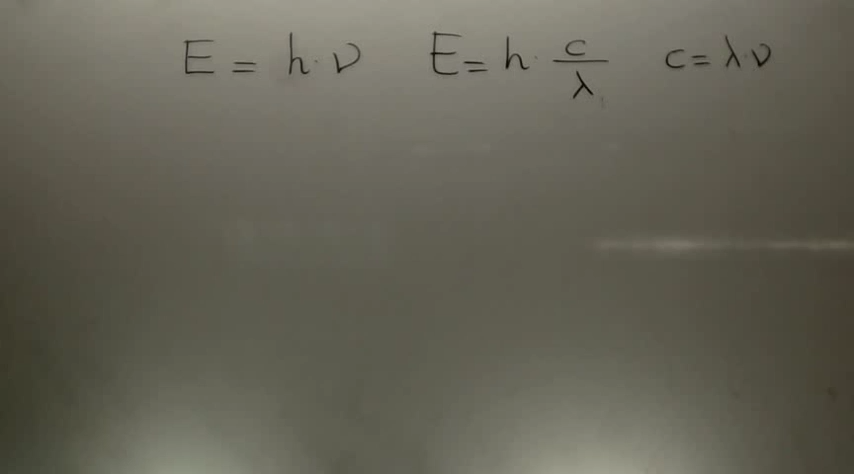 E = h·ν E = h · c/λ c = λ·ν